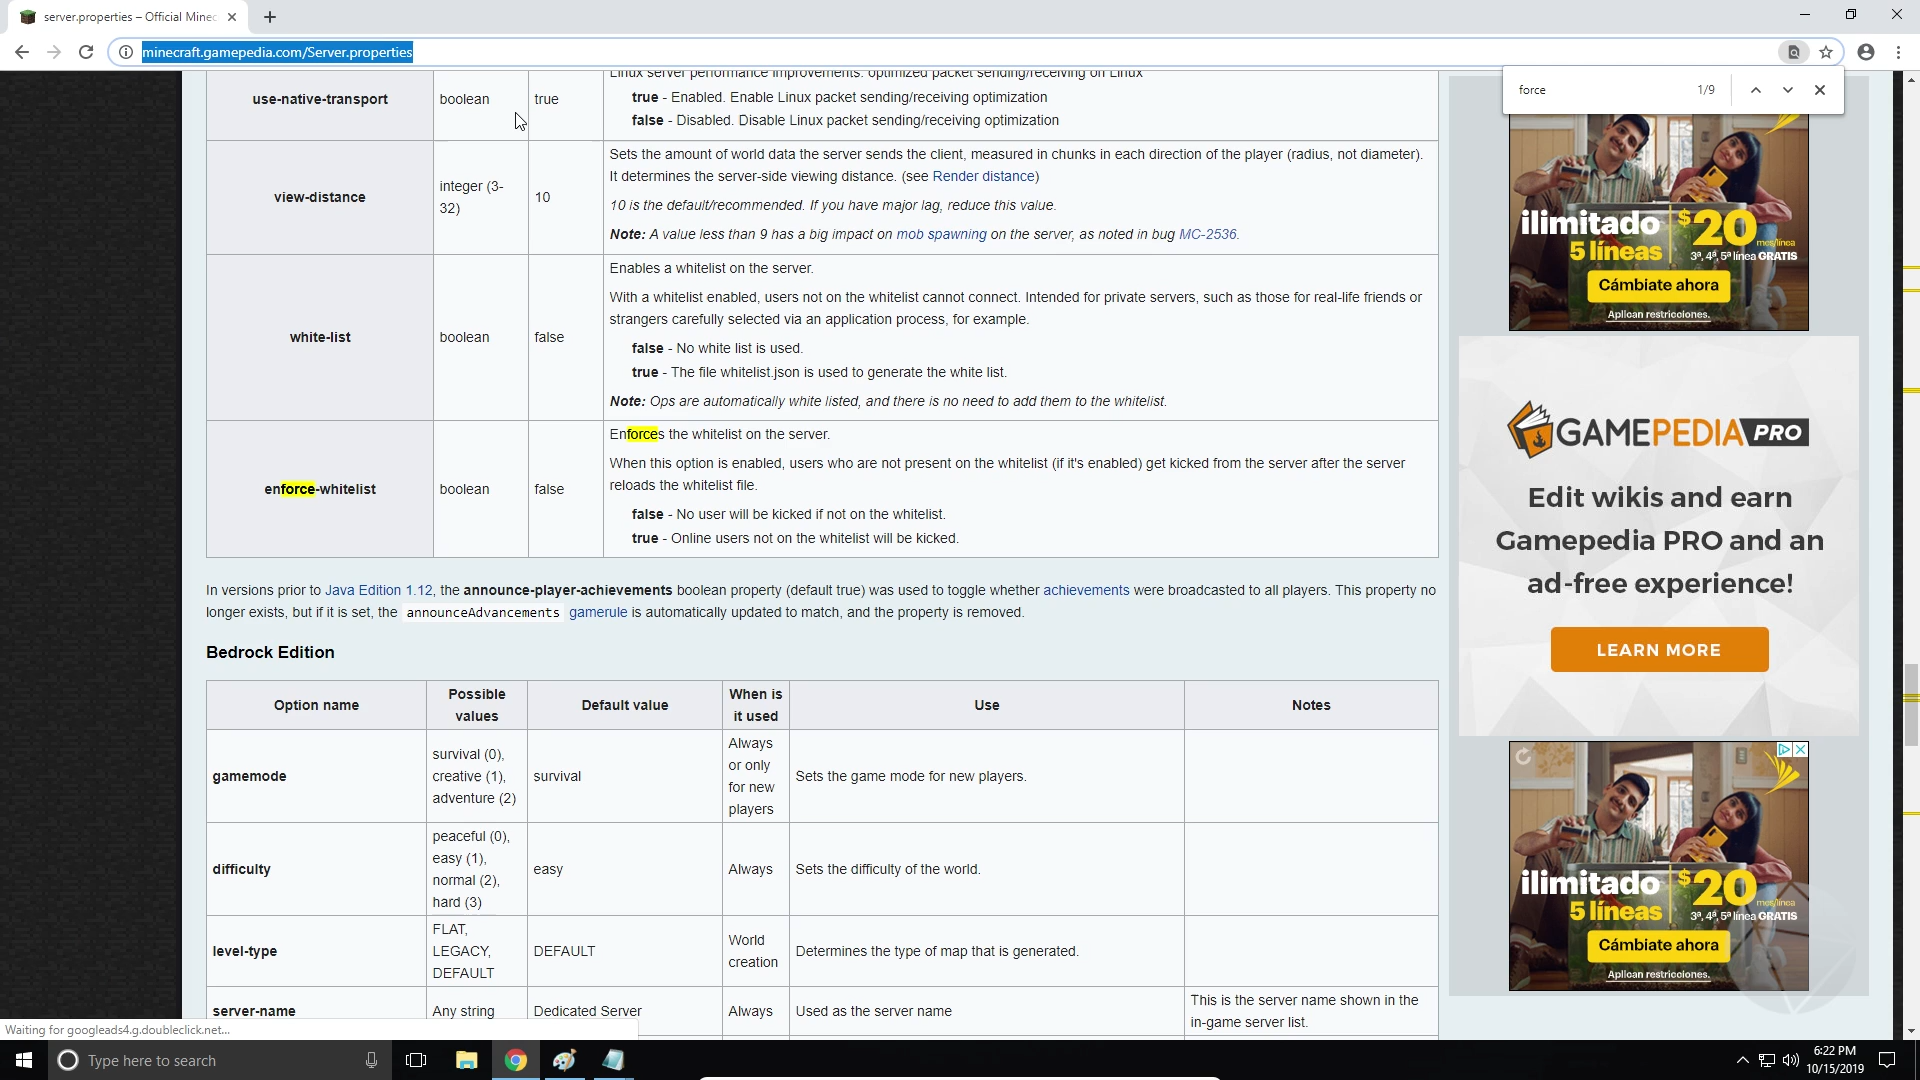 server.properties – Official Minec
minecraft.gamepedia.com/Server.properties
force
1/9
Linux server performance improvements: optimized packet sending/receiving on Linux
use-native-transport
boolean
true
true - Enabled. Enable Linux packet sending/receiving optimization
false - Disabled. Disable Linux packet sending/receiving optimization
view-distance
integer (3-
32)
10
Sets the amount of world data the server sends the client, measured in chunks in each direction of the player (radius, not diameter).
It determines the server-side viewing distance. (see Render distance)
10 is the default/recommended. If you have major lag, reduce this value.
Note: A value less than 9 has a big impact on mob spawning on the server, as noted in bug MC-2536.
white-list
boolean
false
Enables a whitelist on the server.
With a whitelist enabled, users not on the whitelist cannot connect. Intended for private servers, such as those for real-life friends or
strangers carefully selected via an application process, for example.
false - No white list is used.
true - The file whitelist.json is used to generate the white list.
Note: Ops are automatically white listed, and there is no need to add them to the whitelist.
enforce-whitelist
boolean
false
Enforces the whitelist on the server.
When this option is enabled, users who are not present on the whitelist (if it's enabled) get kicked from the server after the server
reloads the whitelist file.
false - No user will be kicked if not on the whitelist.
true - Online users not on the whitelist will be kicked.
In versions prior to Java Edition 1.12, the announce-player-achievements boolean property (default true) was used to toggle whether achievements were broadcasted to all players. This property no
longer exists, but if it is set, the announceAdvancements gamerule is automatically updated to match, and the property is removed.
Bedrock Edition
Option name
Possible
values
Default value
When is
it used
Use
Notes
gamemode
survival (0),
creative (1),
adventure (2)
survival
Always
or only
for new
players
Sets the game mode for new players.
difficulty
peaceful (0),
easy (1),
normal (2),
hard (3)
easy
Always
Sets the difficulty of the world.
level-type
FLAT,
LEGACY,
DEFAULT
DEFAULT
World
creation
Determines the type of map that is generated.
server-name
Any string
Dedicated Server
Always
Used as the server name
This is the server name shown in the
in-game server list.
ilimitado
5 líneas
$20
mes/línea
3ª, 4ª, 5ª línea GRATIS
Cámbiate ahora
Aplican restricciones.
GAMEPEDIA PRO
Edit wikis and earn
Gamepedia PRO and an
ad-free experience!
LEARN MORE
ilimitado
5 líneas
$20
mes/línea
3ª, 4ª, 5ª línea GRATIS
Cámbiate ahora
Aplican restricciones.
Waiting for googleads4.g.doubleclick.net...
Type here to search
6:22 PM
10/15/2019